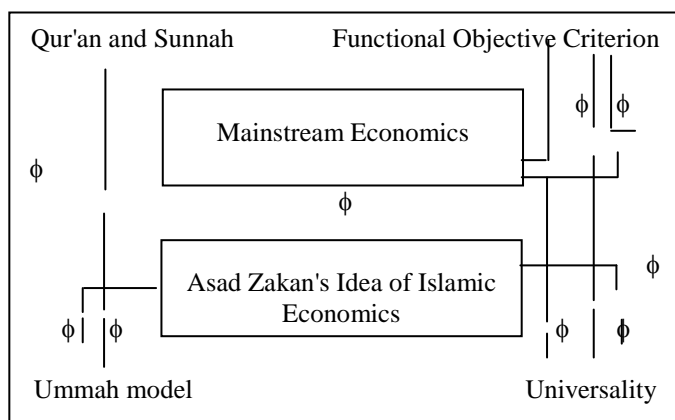 Qur'an and Sunnah Functional Objective Criterion
ϕ ϕ
Mainstream Economics
ϕ
ϕ
Asad Zakan's Idea of Islamic
Economics
ϕ
ϕ ϕ ϕ ϕ
Ummah model Universality